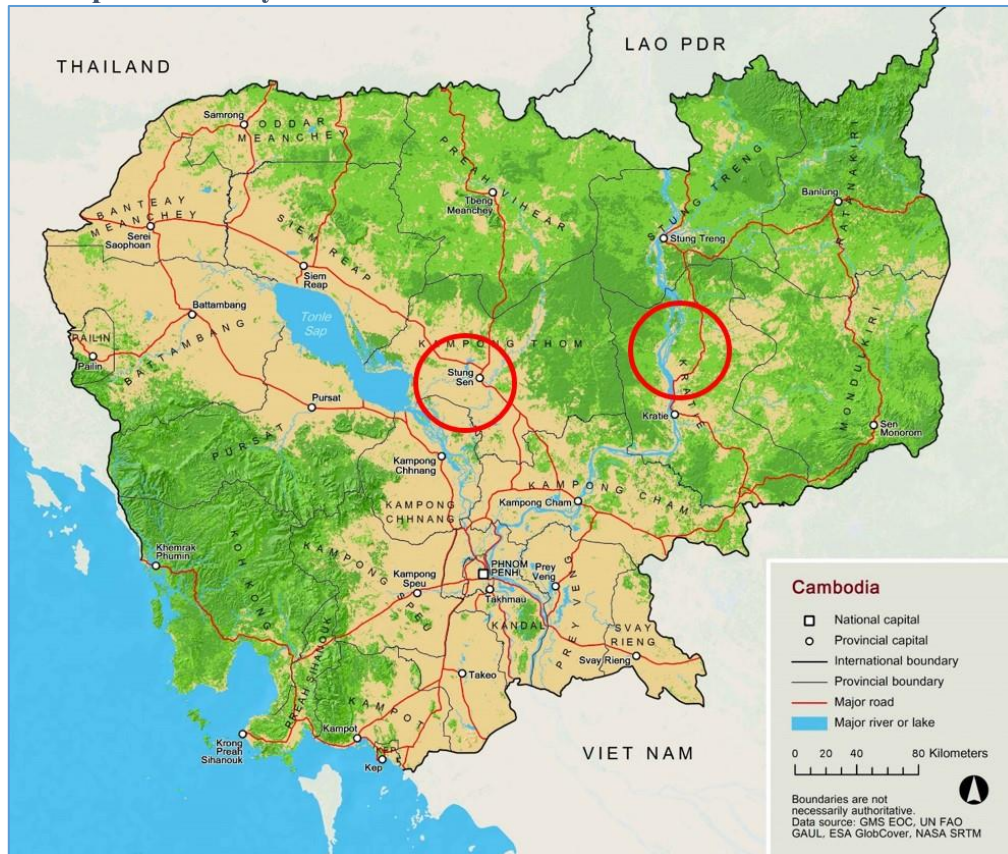 THAILAND
LAO PDR
Samrong
ODDAR
MEANCHEY
PREAH VIHEAR
STUNG TRENG
RATANAKIRI
Banlung
Tbeng
Meanchey
BANTEAY
MEANCHEY
Serei
Saophoan
SIEM REAP
Stung Treng
Siem
Reap
Battambang
Tonle
Sap
PAILIN
Pailin
BATTAMBANG
KAMPONG THOM
Stung
Sen
KRATIE
MONDUKIRI
Pursat
Kratie
Sen
Monorom
PURSAT
Kampong
Chhnang
KAMPONG
CHHNANG
KAMPONG CHAM
Kampong Cham
Khemrak
Phumin
KOH KONG
KAMPONG SPEU
Kampong
Speu
PHNOM
PENH
Takhmau
Prey
Veng
KANDAL
PREY VENG
SVAY
RIENG
Svay Rieng
PREAH SIHANOUK
Takeo
KAMPOT
Kampot
KEP
Kep
Krong
Preah
Sihanouk
VIET NAM
Cambodia
National capital
Provincial capital
International boundary
Provincial boundary
Major road
Major river or lake
0 20 40 80 Kilometers
Boundaries are not
necessarily authoritative.
Data source: GMS EOC, UN FAO
GAUL, ESA GlobCover, NASA SRTM